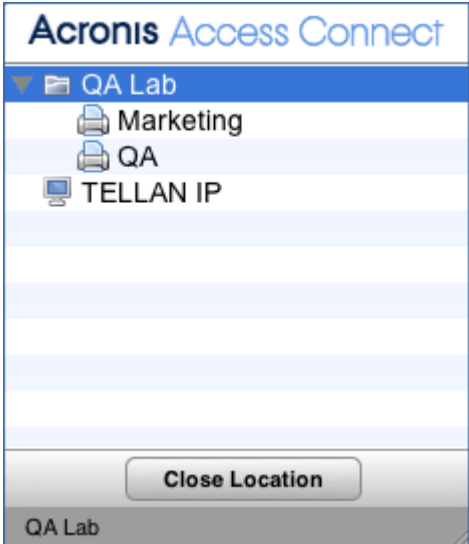 Acronis Access Connect
QA Lab
Marketing
QA
TELLAN IP
Close Location
QA Lab